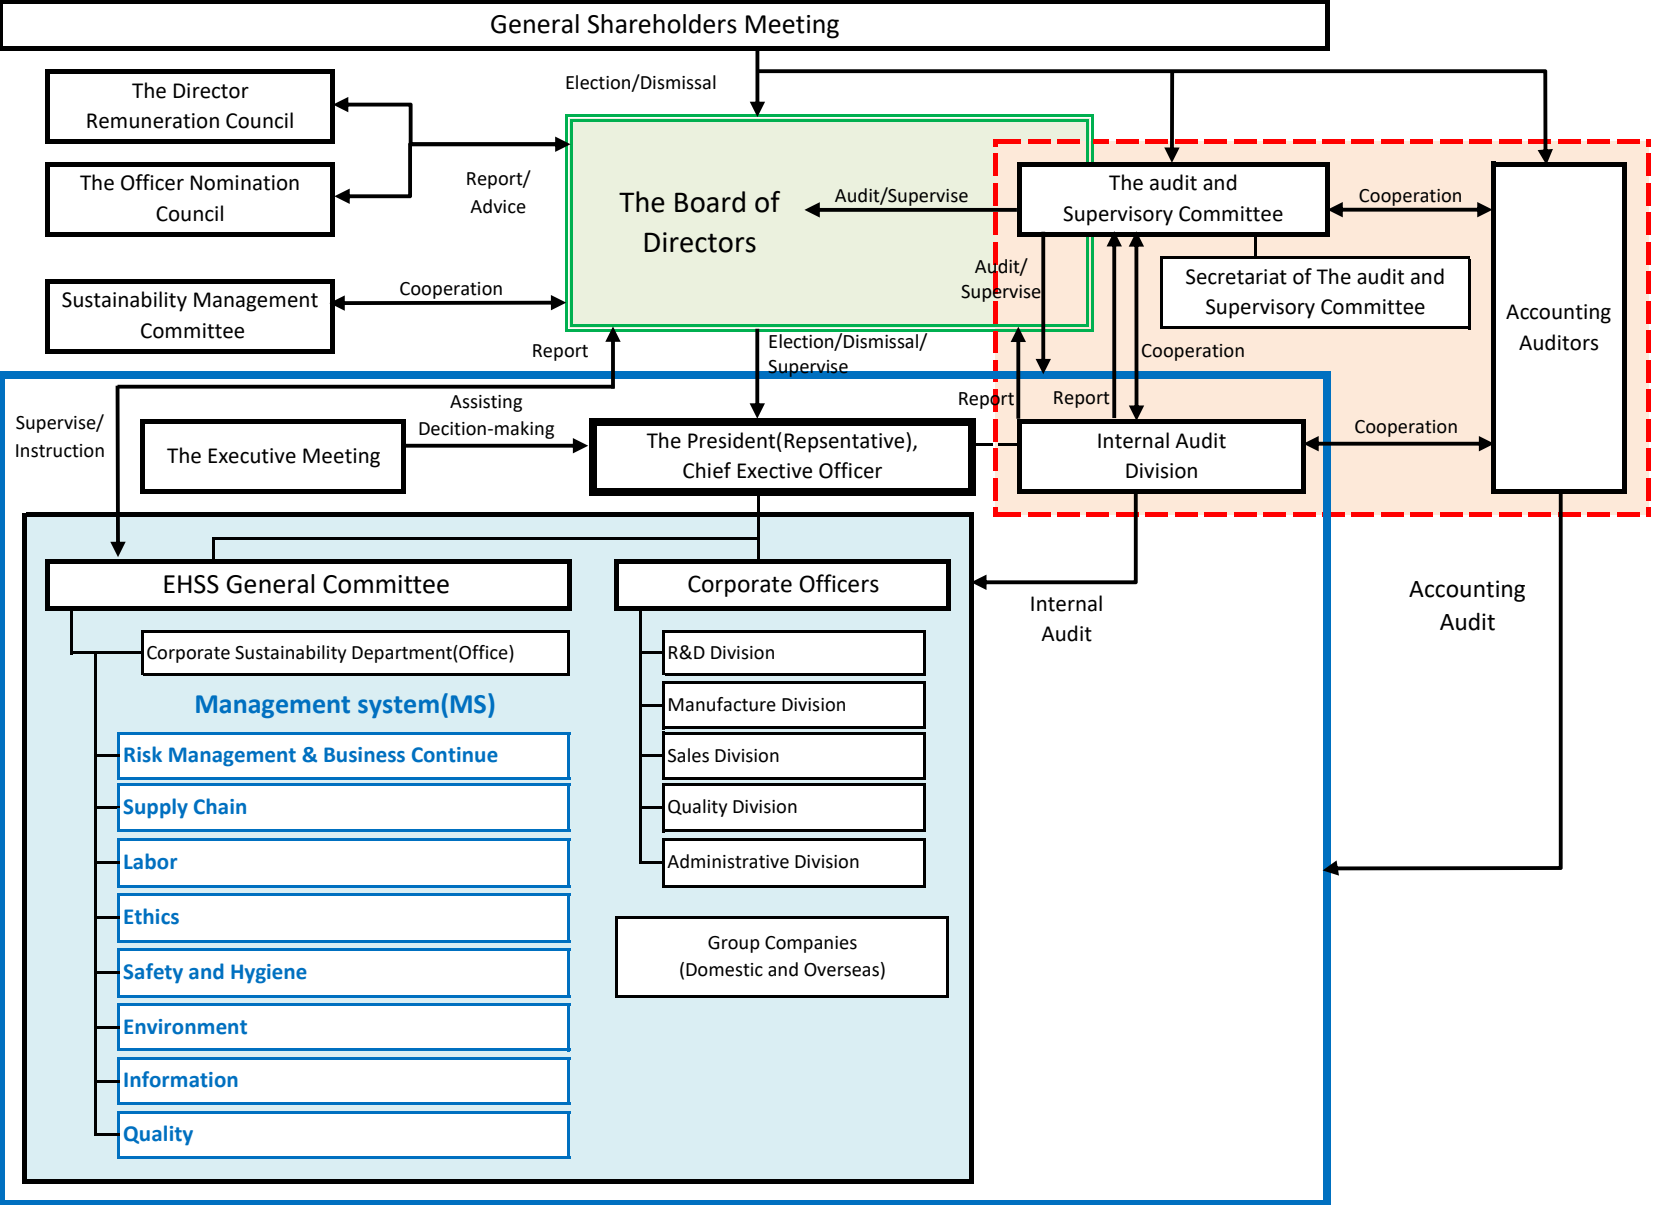 General Shareholders Meeting
Election/Dismissal
The Director
Remuneration Council
The Officer Nomination
Council
Report/
Advice
The Board of
Directors
Audit/Supervise
The audit and
Supervisory Committee
Cooperation
Secretariat of The audit and
Supervisory Committee
Accounting
Auditors
Audit/
Supervise
Sustainability Management
Committee
Cooperation
Report
Election/Dismissal/
Supervise
Cooperation
Report
Report
Supervise/
Instruction
The Executive Meeting
Assisting
Decition-making
The President(Repsentative),
Chief Exective Officer
Internal Audit
Division
Cooperation
EHSS General Committee
Corporate Officers
Internal
Audit
Accounting
Audit
Corporate Sustainability Department(Office)
Management system(MS)
Risk Management & Business Continue
Supply Chain
Labor
Ethics
Safety and Hygiene
Environment
Information
Quality
R&D Division
Manufacture Division
Sales Division
Quality Division
Administrative Division
Group Companies
(Domestic and Overseas)